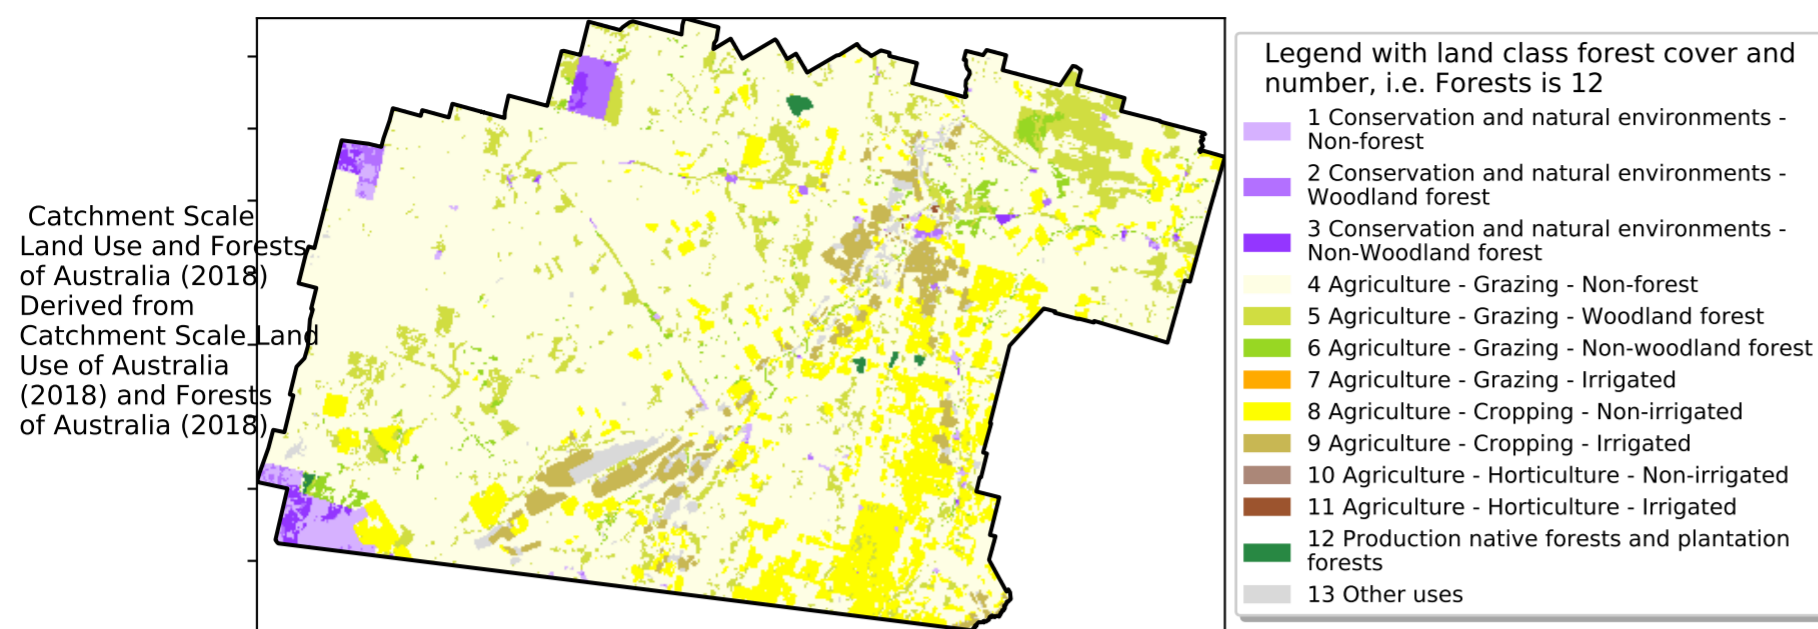 Catchment Scale
Land Use and Forests
of Australia (2018)
Derived from
Catchment Scale Land
Use of Australia
(2018) and Forests
of Australia (2018)
Legend with land class forest cover and
number, i.e. Forests is 12
1 Conservation and natural environments -
Non-forest
2 Conservation and natural environments -
Woodland forest
3 Conservation and natural environments -
Non-Woodland forest
4 Agriculture - Grazing - Non-forest
5 Agriculture - Grazing - Woodland forest
6 Agriculture - Grazing - Non-woodland forest
7 Agriculture - Grazing - Irrigated
8 Agriculture - Cropping - Non-irrigated
9 Agriculture - Cropping - Irrigated
10 Agriculture - Horticulture - Non-irrigated
11 Agriculture - Horticulture - Irrigated
12 Production native forests and plantation
forests
13 Other uses